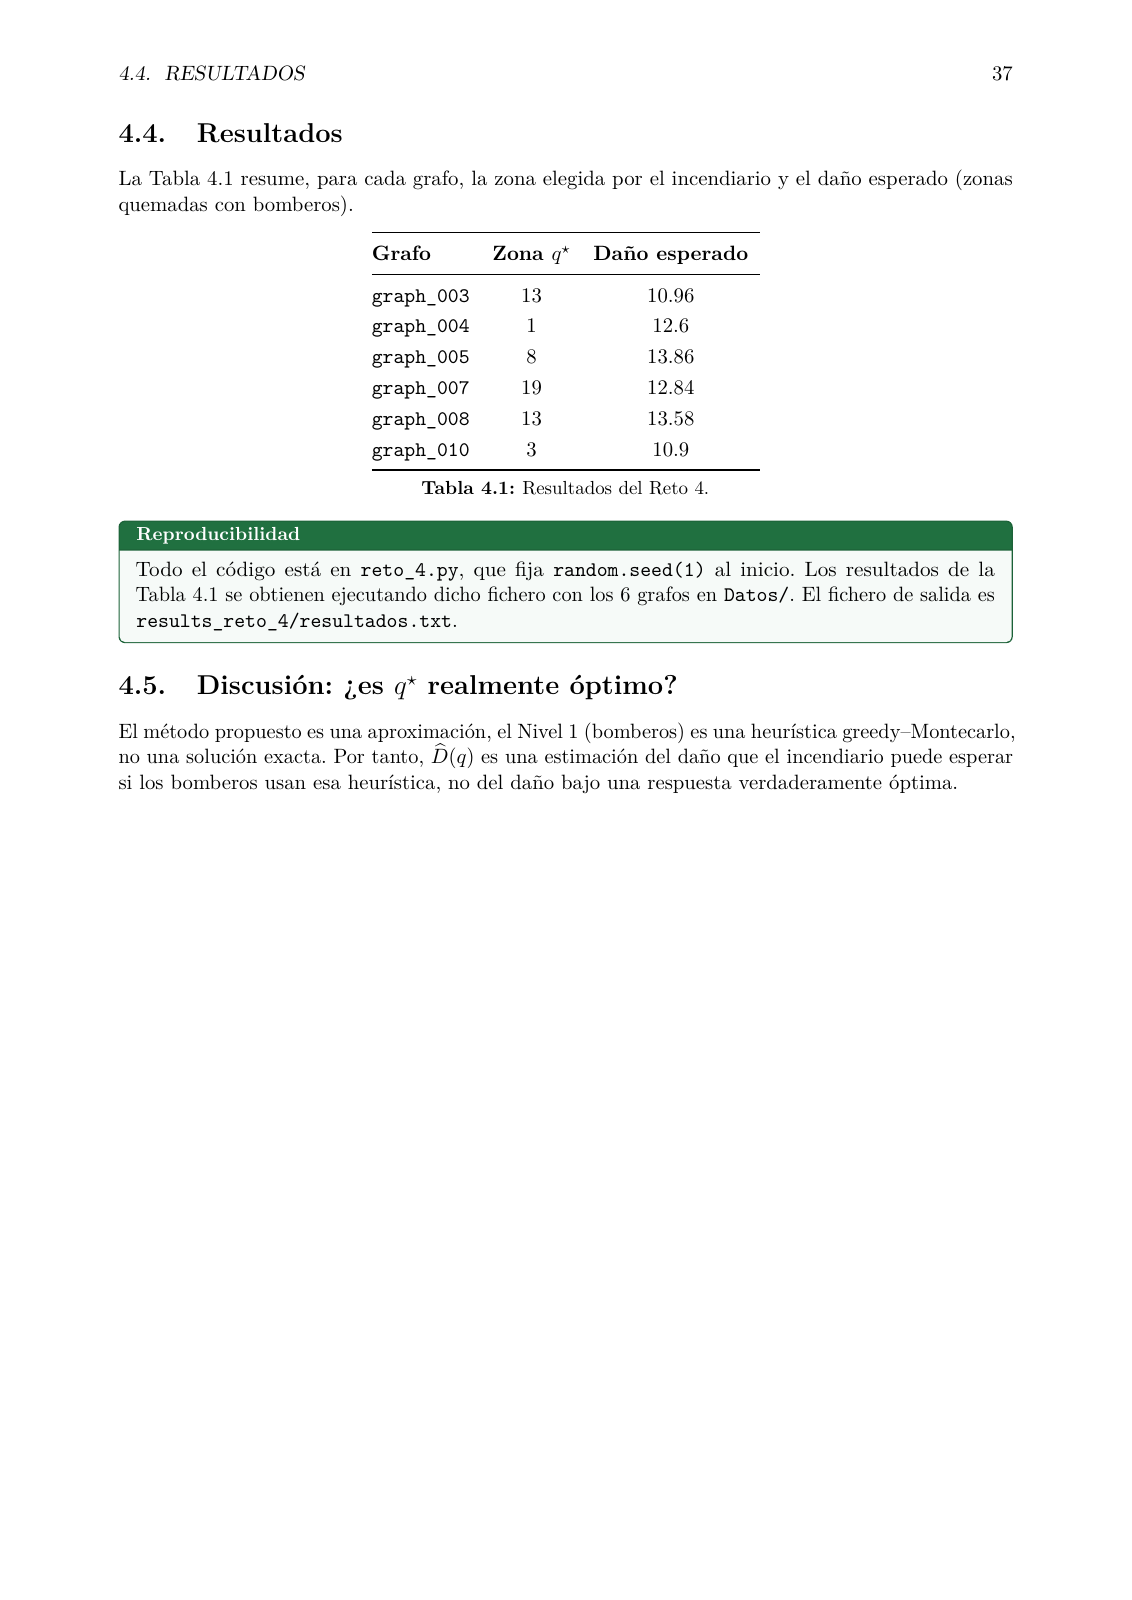 4.4. RESULTADOS 37
4.4. Resultados
La Tabla 4.1 resume, para cada grafo, la zona elegida por el incendiario y el daño esperado (zonas
quemadas con bomberos).
Grafo Zona q⋆ Daño esperado
graph_003 13 10.96
graph_004 1 12.6
graph_005 8 13.86
graph_007 19 12.84
graph_008 13 13.58
graph_010 3 10.9
Tabla 4.1: Resultados del Reto 4.
Reproducibilidad
Todo el código está en reto_4.py, que fija random.seed(1) al inicio. Los resultados de la
Tabla 4.1 se obtienen ejecutando dicho fichero con los 6 grafos en Datos/. El fichero de salida es
results_reto_4/resultados.txt.
4.5. Discusión: ¿es q⋆ realmente óptimo?
El método propuesto es una aproximación, el Nivel 1 (bomberos) es una heurística greedy–Montecarlo,
no una solución exacta. Por tanto, D̂(q) es una estimación del daño que el incendiario puede esperar
si los bomberos usan esa heurística, no del daño bajo una respuesta verdaderamente óptima.